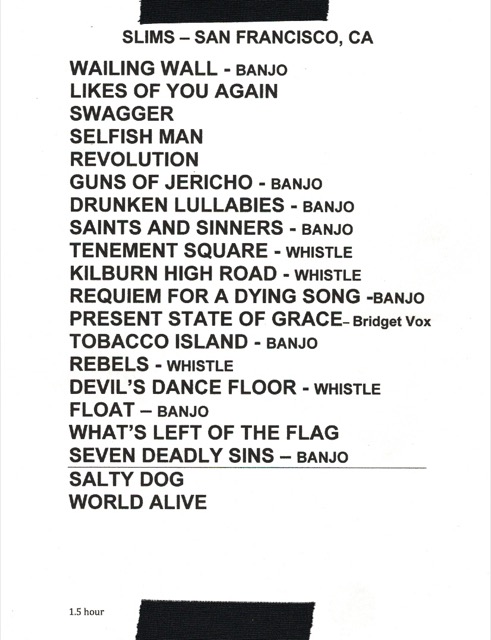 SLIMS – SAN FRANCISCO, CA
WAILING WALL - BANJO
LIKES OF YOU AGAIN
SWAGGER
SELFISH MAN
REVOLUTION
GUNS OF JERICHO - BANJO
DRUNKEN LULLABIES - BANJO
SAINTS AND SINNERS - BANJO
TENEMENT SQUARE - WHISTLE
KILBURN HIGH ROAD - WHISTLE
REQUIEM FOR A DYING SONG -BANJO
PRESENT STATE OF GRACE– Bridget Vox
TOBACCO ISLAND - BANJO
REBELS - WHISTLE
DEVIL'S DANCE FLOOR - WHISTLE
FLOAT – BANJO
WHAT'S LEFT OF THE FLAG
SEVEN DEADLY SINS – BANJO
SALTY DOG
WORLD ALIVE
1.5 hour